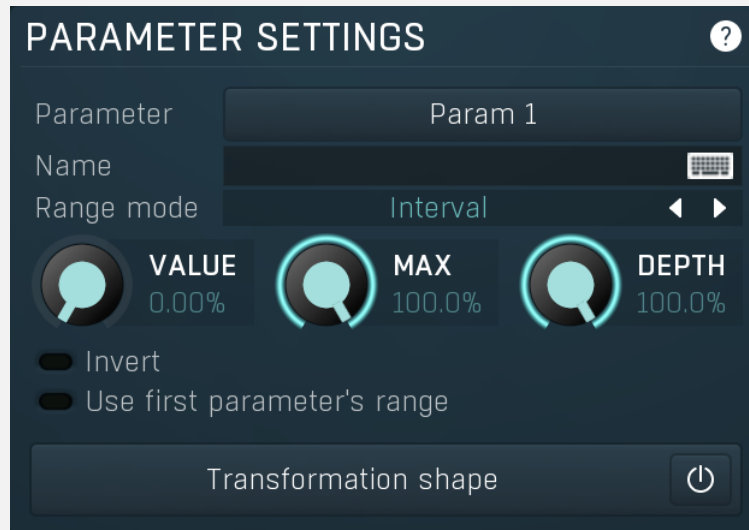 PARAMETER SETTINGS ?
Parameter Param 1
Name
Range mode Interval
VALUE MAX DEPTH
0.00% 100.0% 100.0%
Invert
Use first parameter's range
Transformation shape